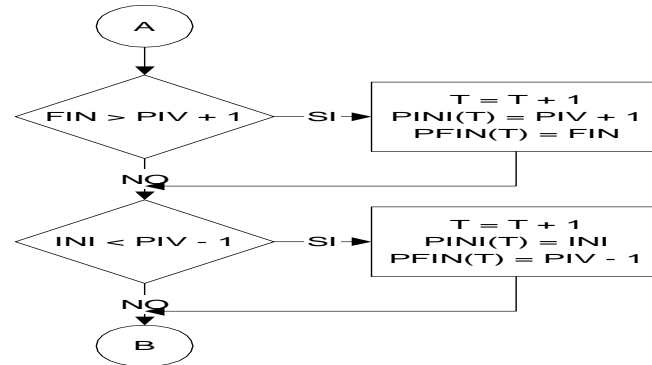 A
FIN > PIV + 1
SI
T = T + 1
PINI(T) = PIV + 1
PFIN(T) = FIN
NO
INI < PIV - 1
SI
T = T + 1
PINI(T) = INI
PFIN(T) = PIV - 1
NO
B